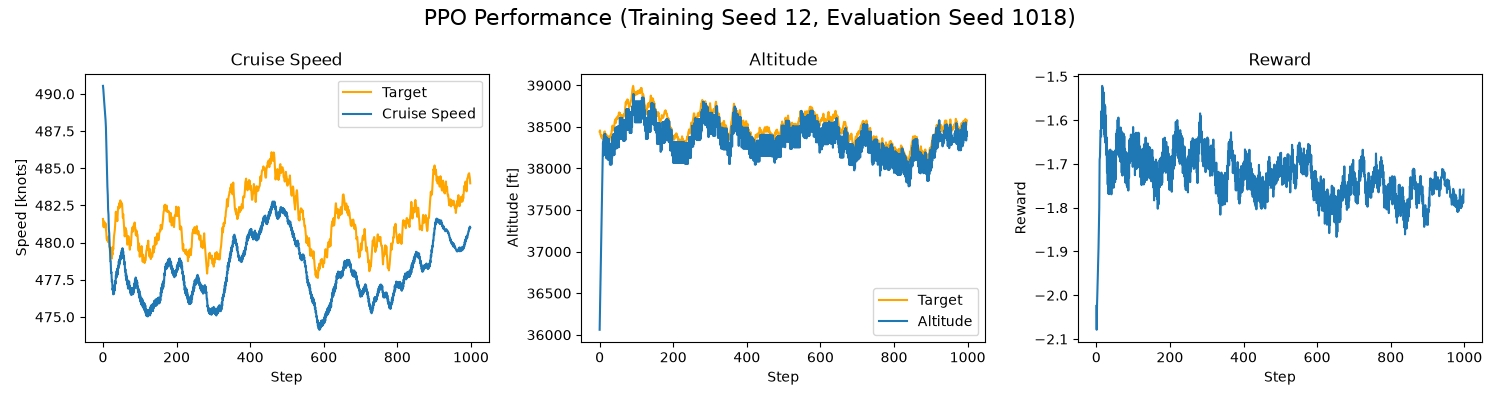 PPO Performance (Training Seed 12, Evaluation Seed 1018)
Cruise Speed
Speed [knots]
490.0
487.5
485.0
482.5
480.0
477.5
475.0
0
200
400
600
800
1000
Step
Target
Cruise Speed
Altitude
Altitude [ft]
39000
38500
38000
37500
37000
36500
36000
0
200
400
600
800
1000
Step
Target
Altitude
Reward
Reward
−1.5
−1.6
−1.7
−1.8
−1.9
−2.0
−2.1
0
200
400
600
800
1000
Step